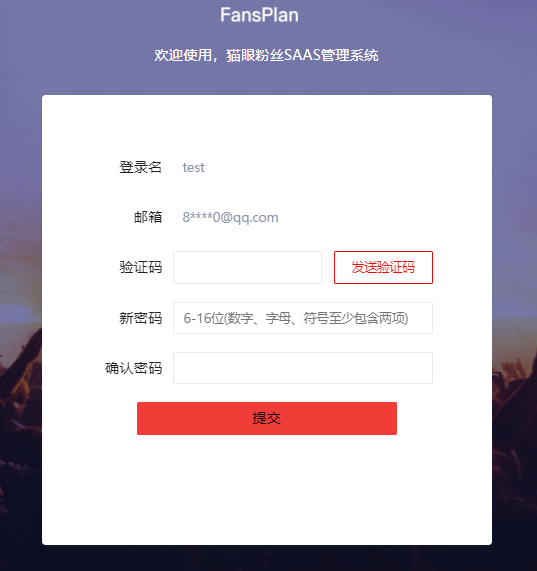 FansPlan
欢迎使用，猫眼粉丝SAAS管理系统
登录名 test
邮箱 8****0@qq.com
验证码 发送验证码
新密码 6-16位(数字、字母、符号至少包含两项)
确认密码
提交